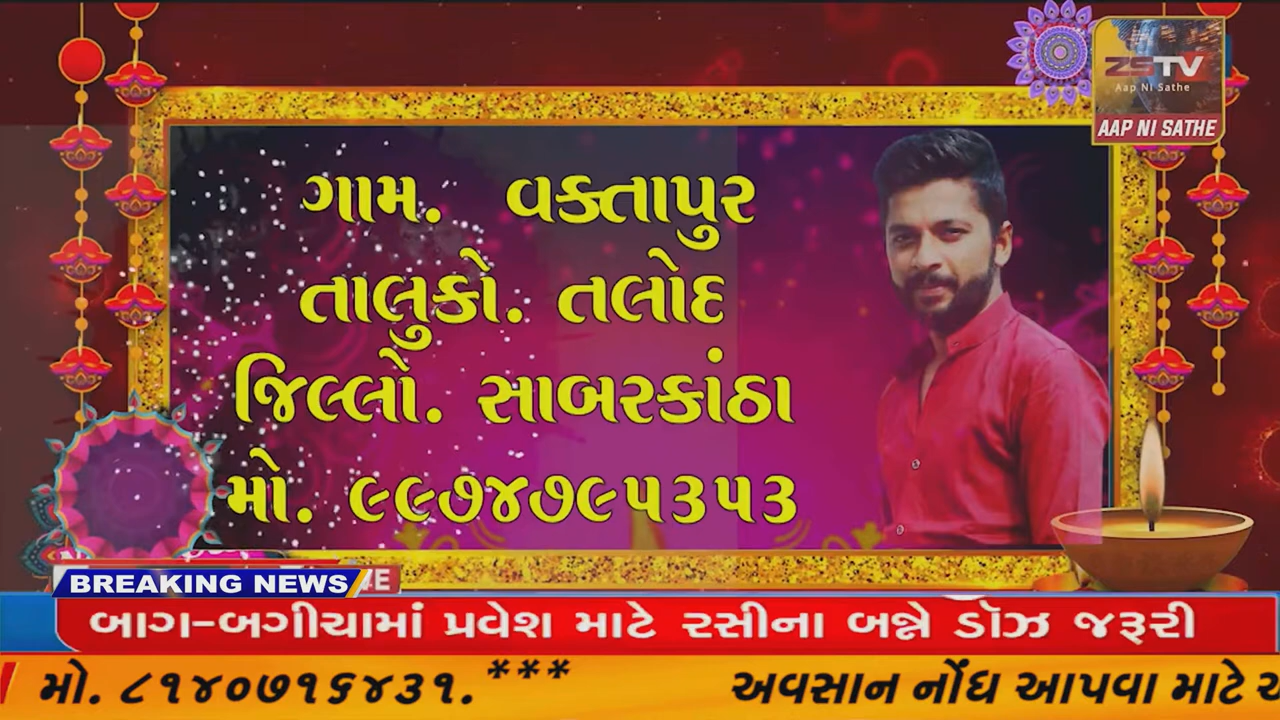 ZSTV
Aap Ni Sathe
AAP NI SATHE
ગામ. વક્તાપુર
તાલુકો. તલોદ
જિલ્લો. સાબરકાંઠા
મો. ૯૯૭૪૭૯૫૩૫૩
BREAKING NEWS
બાગ-બગીચામાં પ્રવેશ માટે રસીના બન્ને ડૉઝ જરૂરી
મો. ૮૧૪૦૭૧૬૪૩૧.*** અવસાન નોંધ આપવા માટે